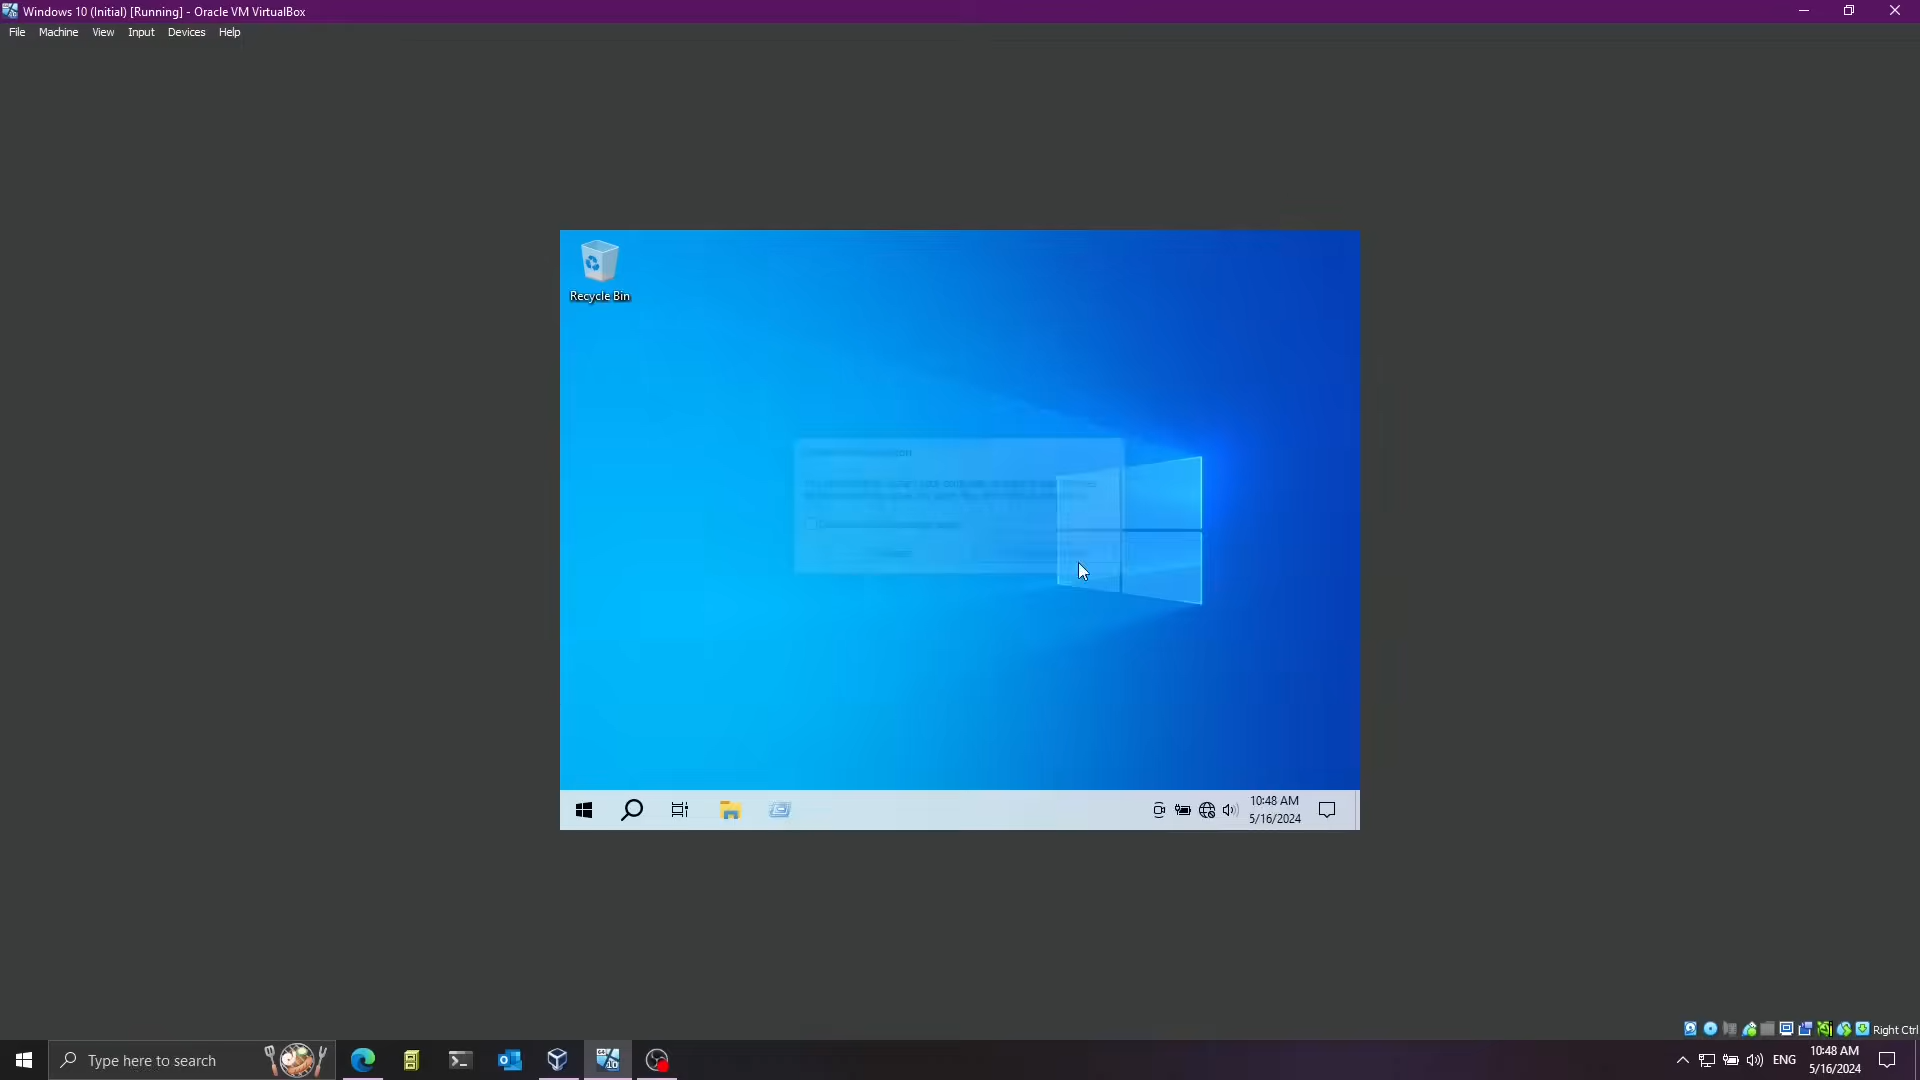 Windows 10 (Initial) [Running] - Oracle VM VirtualBox
File Machine View Input Devices Help
Recycle Bin
10:48 AM
5/16/2024
Right Ctrl
Type here to search
ENG
10:48 AM
5/16/2024